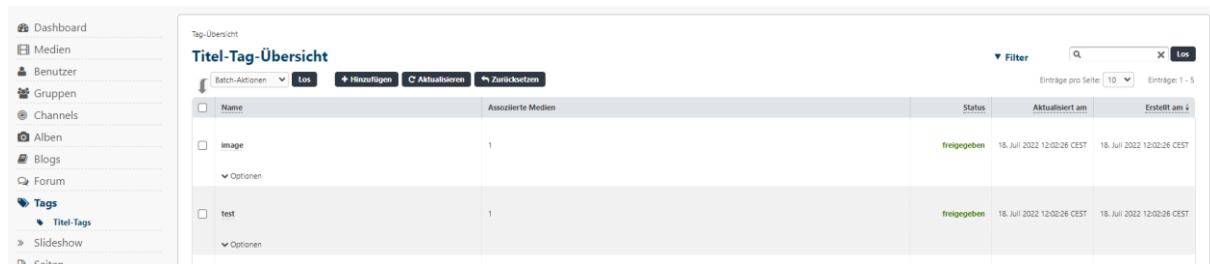 Dashboard
Medien
Benutzer
Gruppen
Channels
Alben
Blogs
Forum
Tags
Titel-Tags
Slideshow
Seiten
Tag-Übersicht
Titel-Tag-Übersicht
Filter
Los
Batch-Aktionen Los Hinzufügen Aktualisieren Zurücksetzen
Einträge pro Seite: 10 Einträge: 1 - 5
Name Assoziierte Medien Status Aktualisiert am Erstellt am
image 1 freigegeben 18. Juli 2022 12:02:26 CEST 18. Juli 2022 12:02:26 CEST
Optionen
test 1 freigegeben 18. Juli 2022 12:02:26 CEST 18. Juli 2022 12:02:26 CEST
Optionen